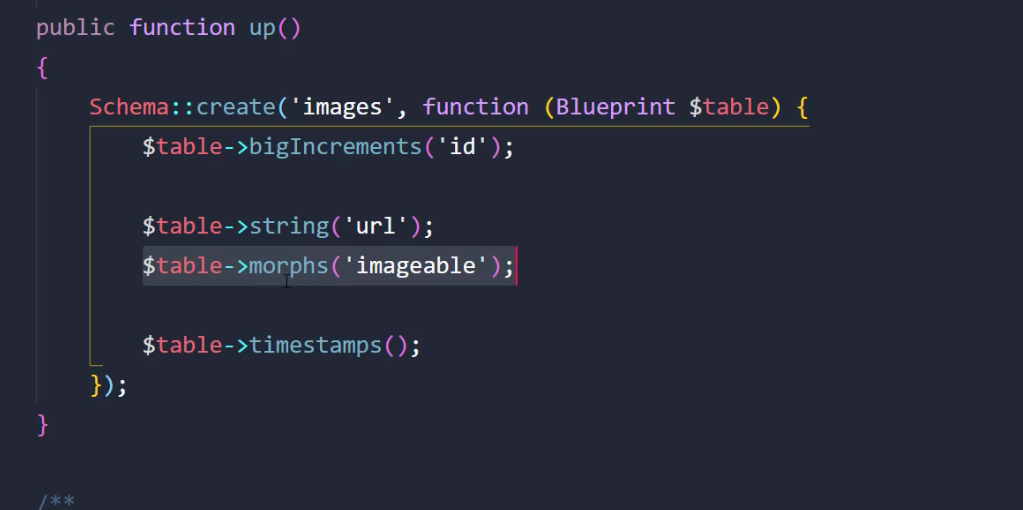 public function up()
{
    Schema::create('images', function (Blueprint $table) {
        $table->bigIncrements('id');
        $table->string('url');
        $table->morphs('imageable');
        $table->timestamps();
    });
}
/**